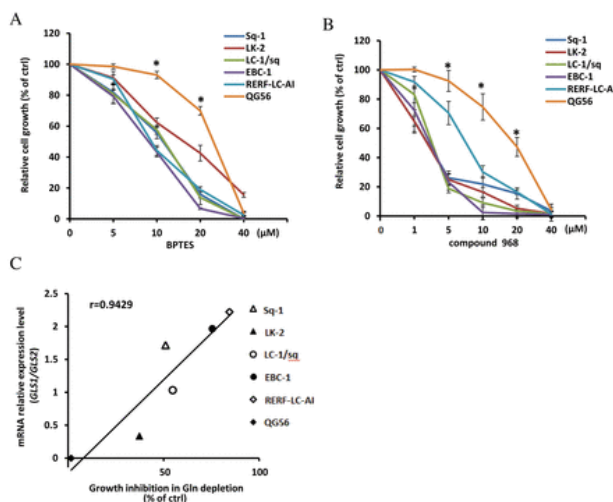 A
Relative cell growth (% of ctrl)
120
100
80
60
40
20
0
0 5 10 20 40 (μM)
BPTES
* *
Sq-1
LK-2
LC-1/sq
EBC-1
RERF-LC-AI
QG56
B
Relative cell growth (% of ctrl)
120
100
80
60
40
20
0
0 1 5 10 20 40 (μM)
compound 968
* * *
Sq-1
LK-2
LC-1/sq
EBC-1
RERF-LC-A
QG56
C
mRNA relative expression level
(GLS1/GLS2)
r=0.9429
2.5
2
1.5
1
0.5
0
50 100
Growth inhibition in Gln depletion
(% of ctrl)
Sq-1
LK-2
LC-1/sq
EBC-1
RERF-LC-AI
QG56